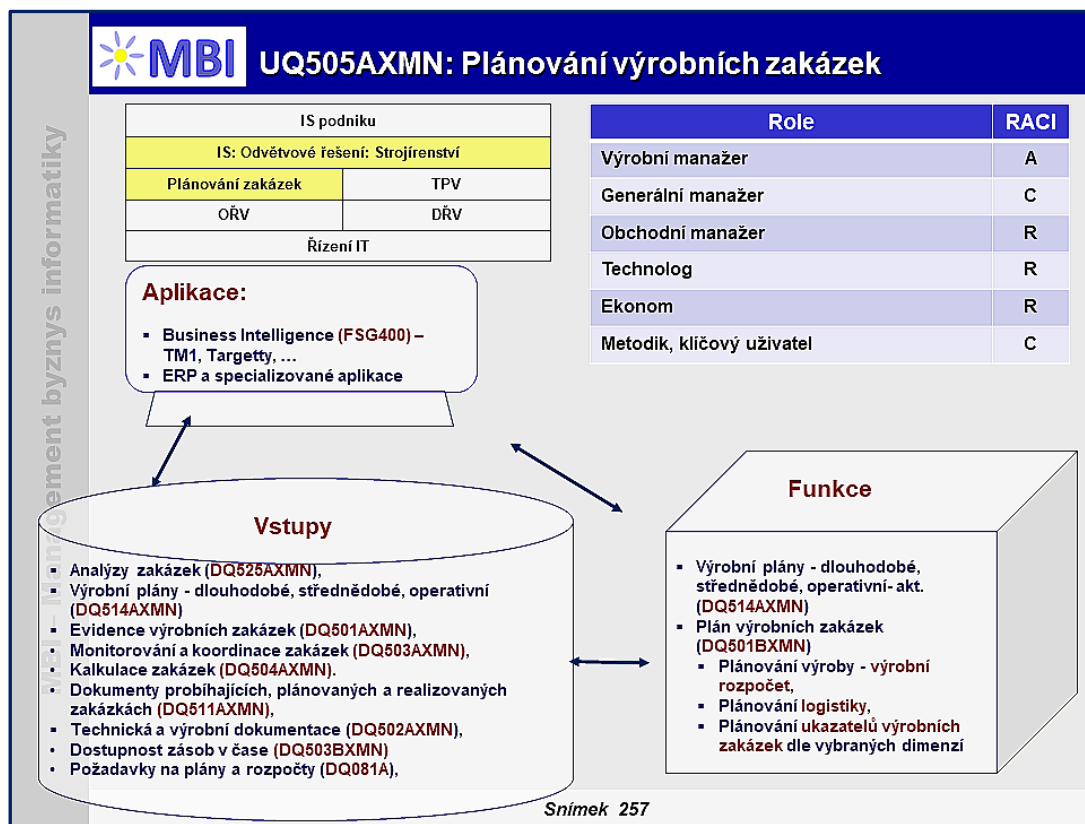 MBI
UQ505AXMN: Plánování výrobních zakázek
MBI – Management byznys informatiky
IS podniku
IS: Odvětvové řešení: Strojírenství
Plánování zakázek TPV
OŘV DŘV
Řízení IT
Role RACI
Výrobní manažer A
Generální manažer C
Obchodní manažer R
Technolog R
Ekonom R
Metodik, klíčový uživatel C
Aplikace:
▪ Business Intelligence (FSG400) –
TM1, Targetty, …
▪ ERP a specializované aplikace
Vstupy
▪ Analýzy zakázek (DQ525AXMN),
▪ Výrobní plány - dlouhodobé, střednědobé, operativní
(DQ514AXMN)
▪ Evidence výrobních zakázek (DQ501AXMN),
• Monitorování a koordinace zakázek (DQ503AXMN),
• Kalkulace zakázek (DQ504AXMN).
• Dokumenty probíhajících, plánovaných a realizovaných
zakázkách (DQ511AXMN),
▪ Technická a výrobní dokumentace (DQ502AXMN),
• Dostupnost zásob v čase (DQ503BXMN)
• Požadavky na plány a rozpočty (DQ081A),
Funkce
▪ Výrobní plány - dlouhodobé,
střednědobé, operativní- akt.
(DQ514AXMN)
▪ Plán výrobních zakázek
(DQ501BXMN)
▪ Plánování výroby - výrobní
rozpočet,
▪ Plánování logistiky,
▪ Plánování ukazatelů výrobních
zakázek dle vybraných dimenzí
Snímek 257